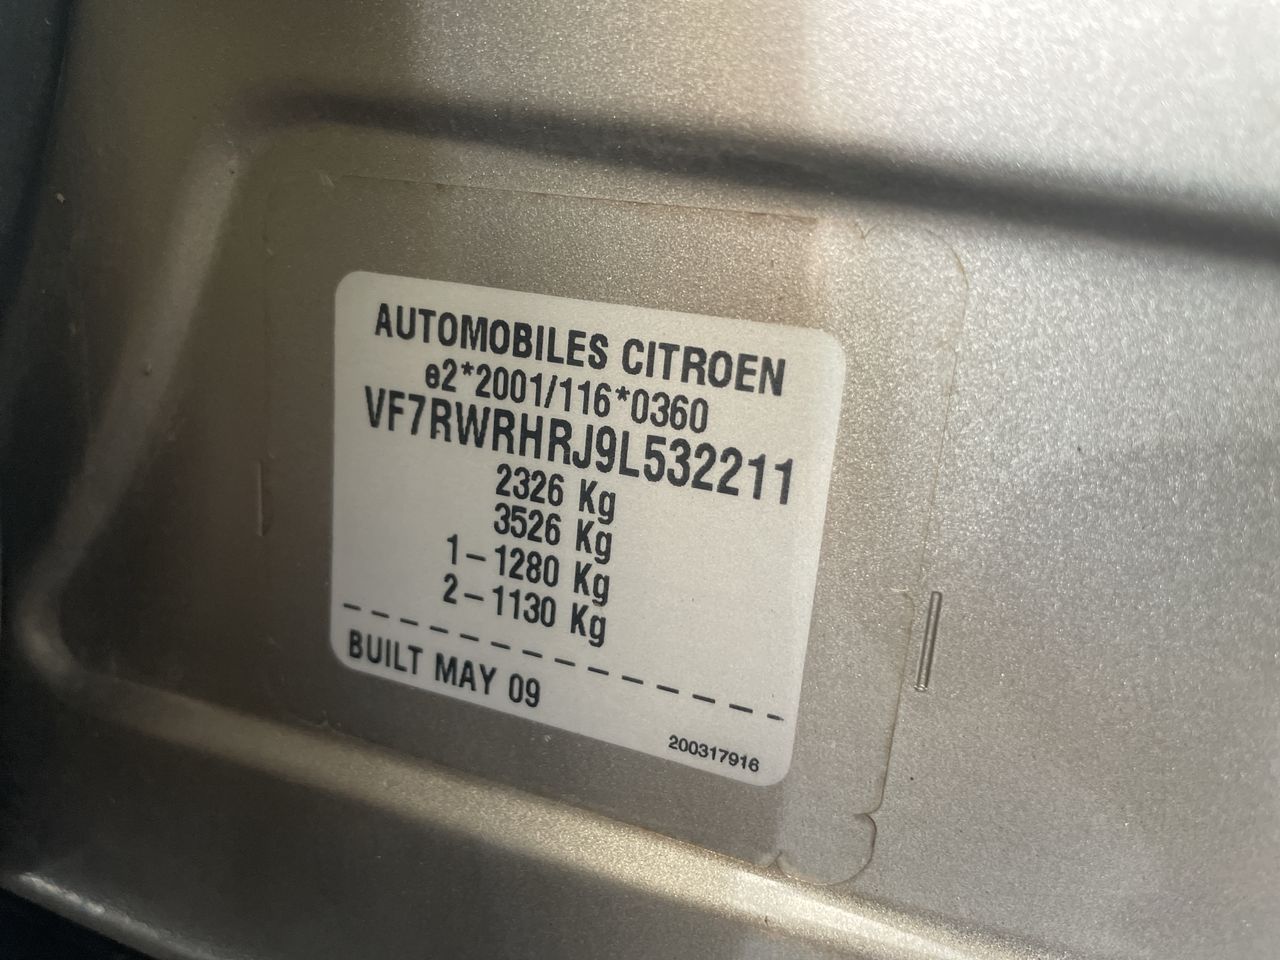 AUTOMOBILES CITROEN
e2*2001/116*0360
VF7RWRHRJ9L532211
2326 Kg
3526 Kg
1-1280 Kg
2-1130 Kg
BUILT MAY 09
200317916